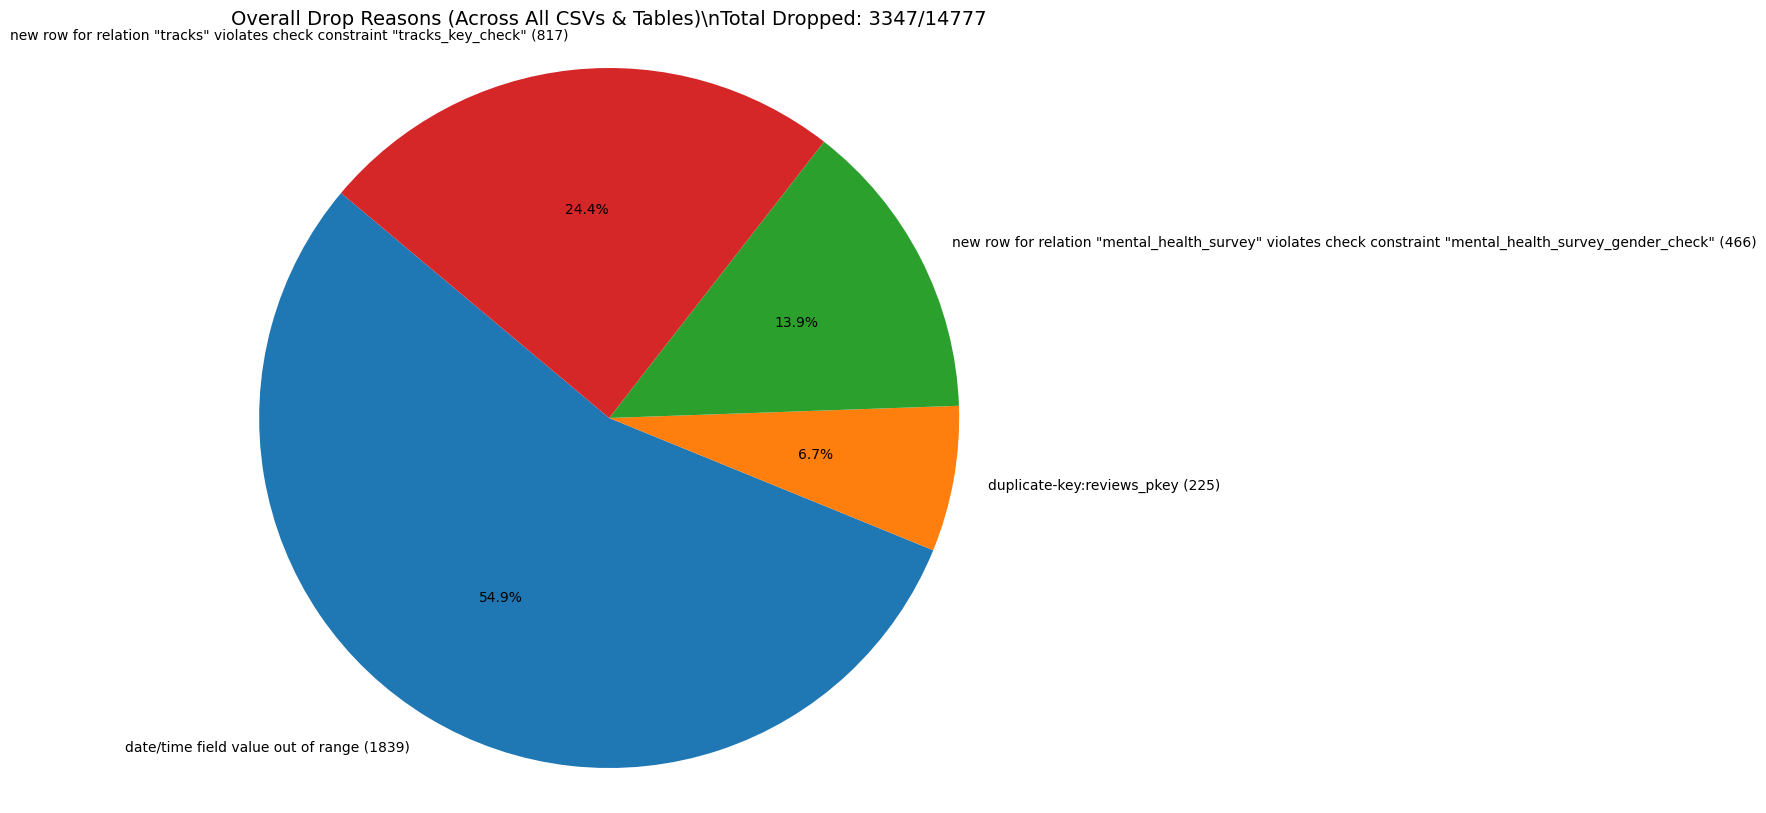 Overall Drop Reasons (Across All CSVs & Tables)\nTotal Dropped: 3347/14777
new row for relation "tracks" violates check constraint "tracks_key_check" (817)
24.4%
new row for relation "mental_health_survey" violates check constraint "mental_health_survey_gender_check" (466)
13.9%
6.7%
duplicate-key:reviews_pkey (225)
54.9%
date/time field value out of range (1839)